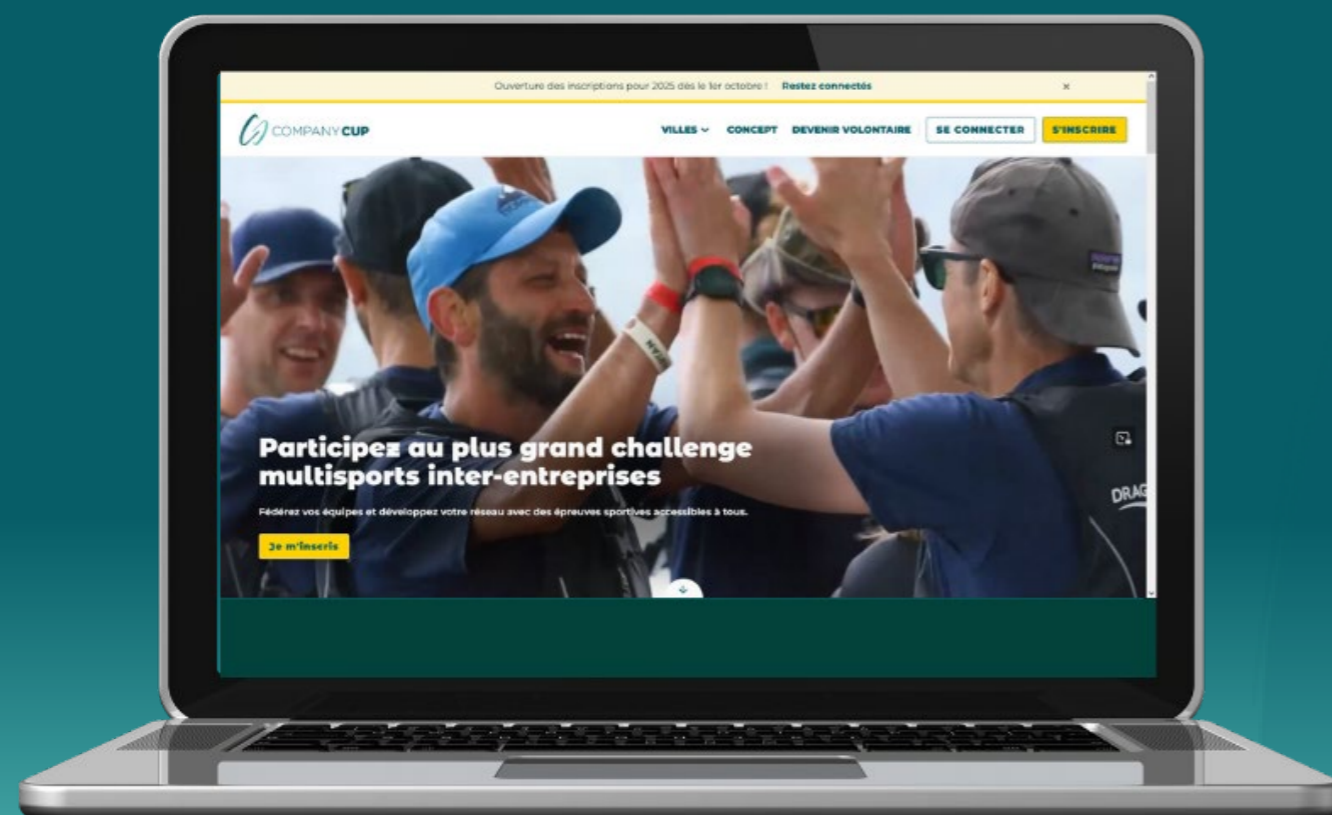 Ouverture des inscriptions pour 2025 dès le 1er octobre ! Restez connectés ×
COMPANY CUP
VILLES CONCEPT DEVENIR VOLONTAIRE SE CONNECTER S'INSCRIRE
Participez au plus grand challenge
multisports inter-entreprises
Fédérez vos équipes et développez votre réseau avec des épreuves sportives accessibles à tous.
Je m'inscris
DRAG